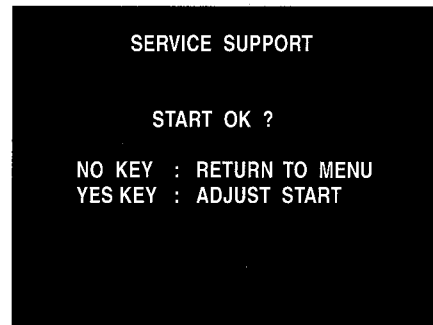 SERVICE SUPPORT
START OK ?
NO KEY : RETURN TO MENU
YES KEY : ADJUST START